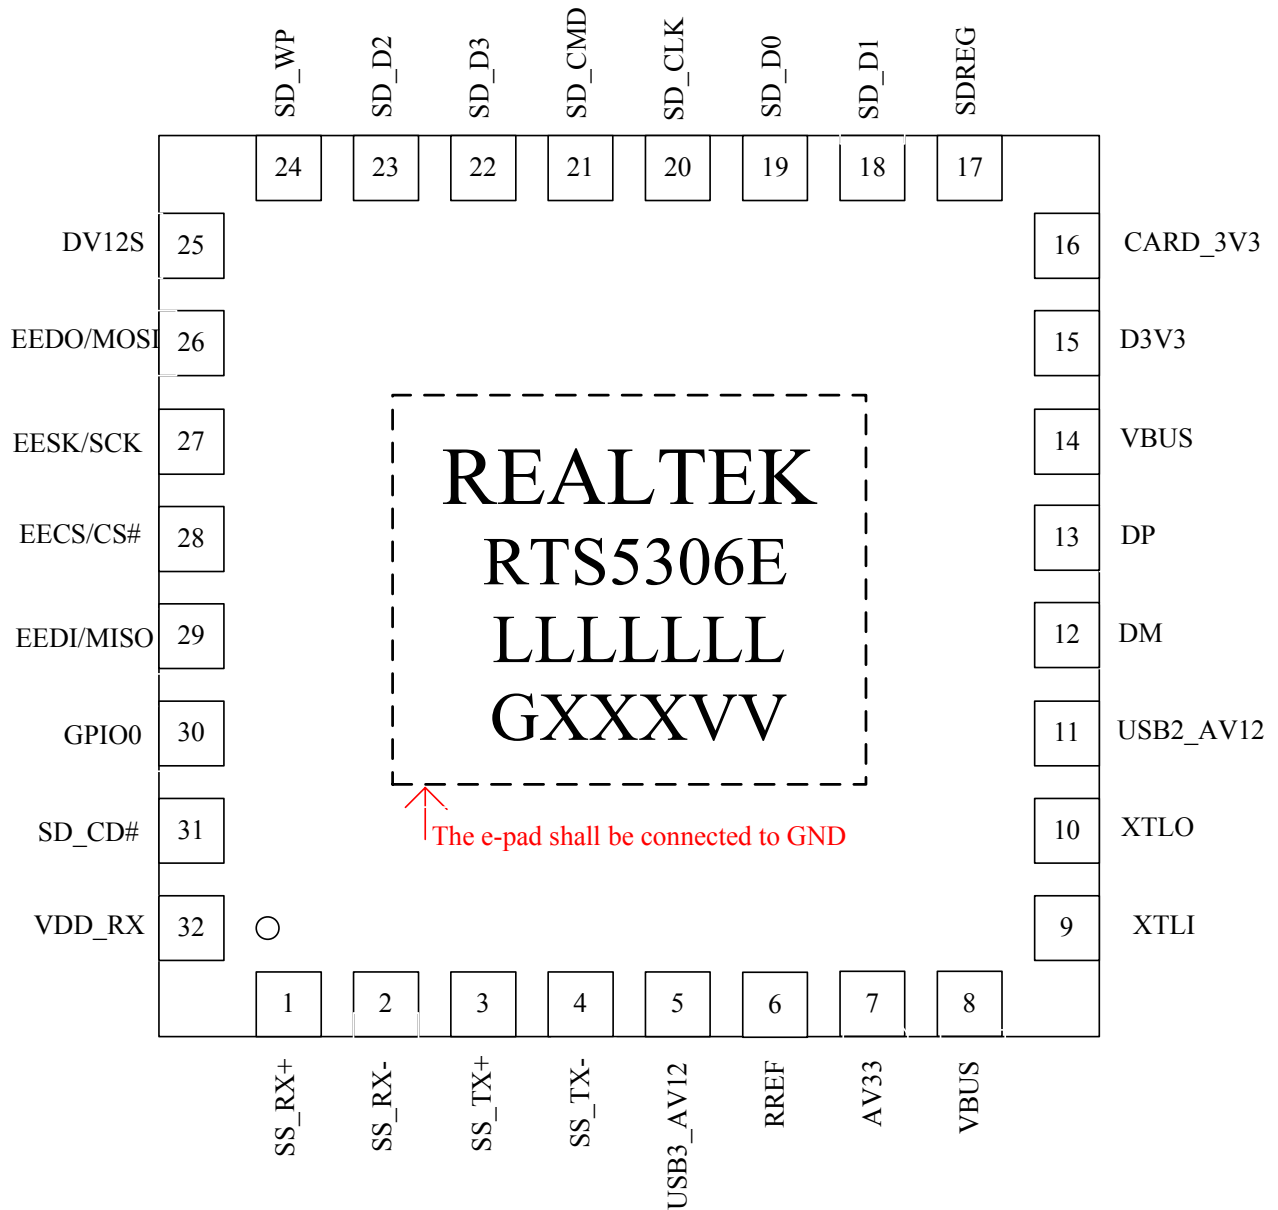 SD_WP
SD_D2
SD_D3
SD_CMD
SD_CLK
SD_D0
SD_D1
SDREG
24 23 22 21 20 19 18 17
DV12S 25 16 CARD_3V3
EEDO/MOSI 26 15 D3V3
EESK/SCK 27 14 VBUS
EECS/CS# 28 13 DP
EEDI/MISO 29 12 DM
GPIO0 30 11 USB2_AV12
SD_CD# 31 10 XTLO
VDD_RX 32 9 XTLI
REALTEK
RTS5306E
LLLLLLL
GXXXVV
The e-pad shall be connected to GND
1 2 3 4 5 6 7 8
SS_RX+
SS_RX-
SS_TX+
SS_TX-
USB3_AV12
RREF
AV33
VBUS